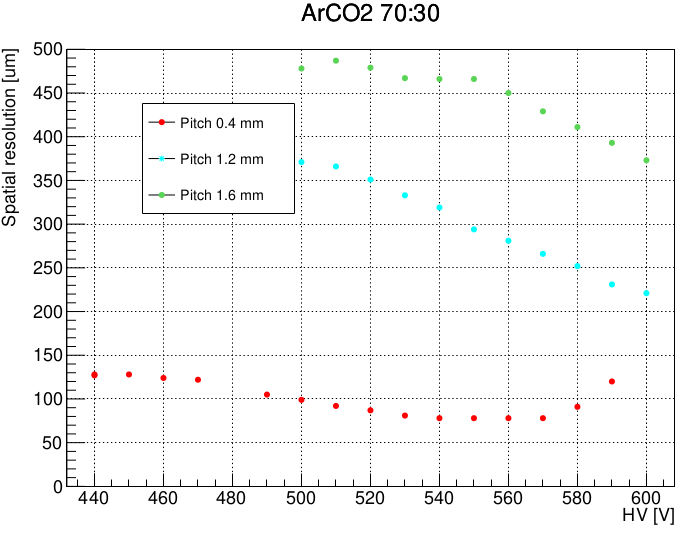 ArCO2 70:30
Spatial resolution [um]
500
450
400
350
300
250
200
150
100
50
0
Pitch 0.4 mm
Pitch 1.2 mm
Pitch 1.6 mm
440 460 480 500 520 540 560 580 600
HV [V]